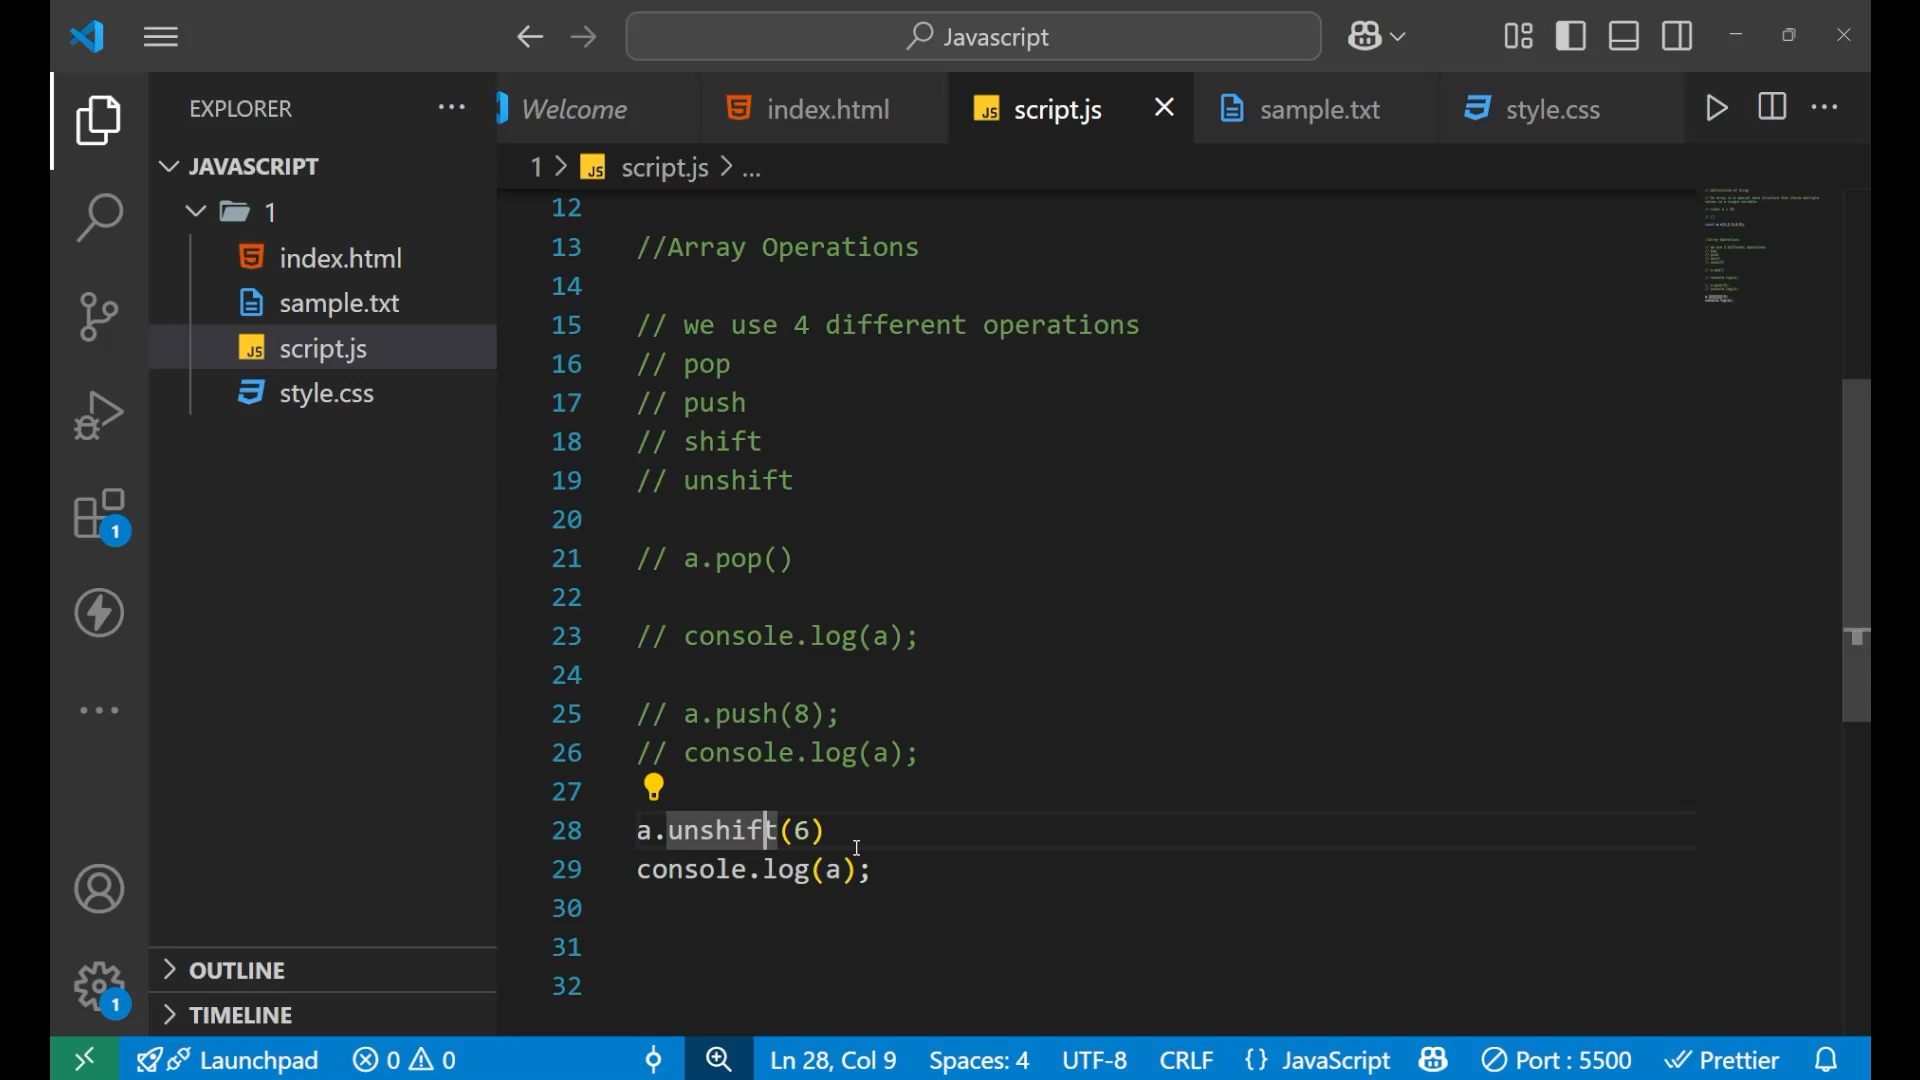 Javascript
EXPLORER
Welcome
index.html
script.js
sample.txt
style.css
JAVASCRIPT
1 > script.js > ...
1
index.html
sample.txt
script.js
style.css
12
13 //Array Operations
14
15 // we use 4 different operations
16 // pop
17 // push
18 // shift
19 // unshift
20
21 // a.pop()
22
23 // console.log(a);
24
25 // a.push(8);
26 // console.log(a);
27
28 a.unshift(6)
29 console.log(a);
30
31
32
1
1
OUTLINE
TIMELINE
Launchpad 0 0 Ln 28, Col 9 Spaces: 4 UTF-8 CRLF {} JavaScript Port : 5500 Prettier